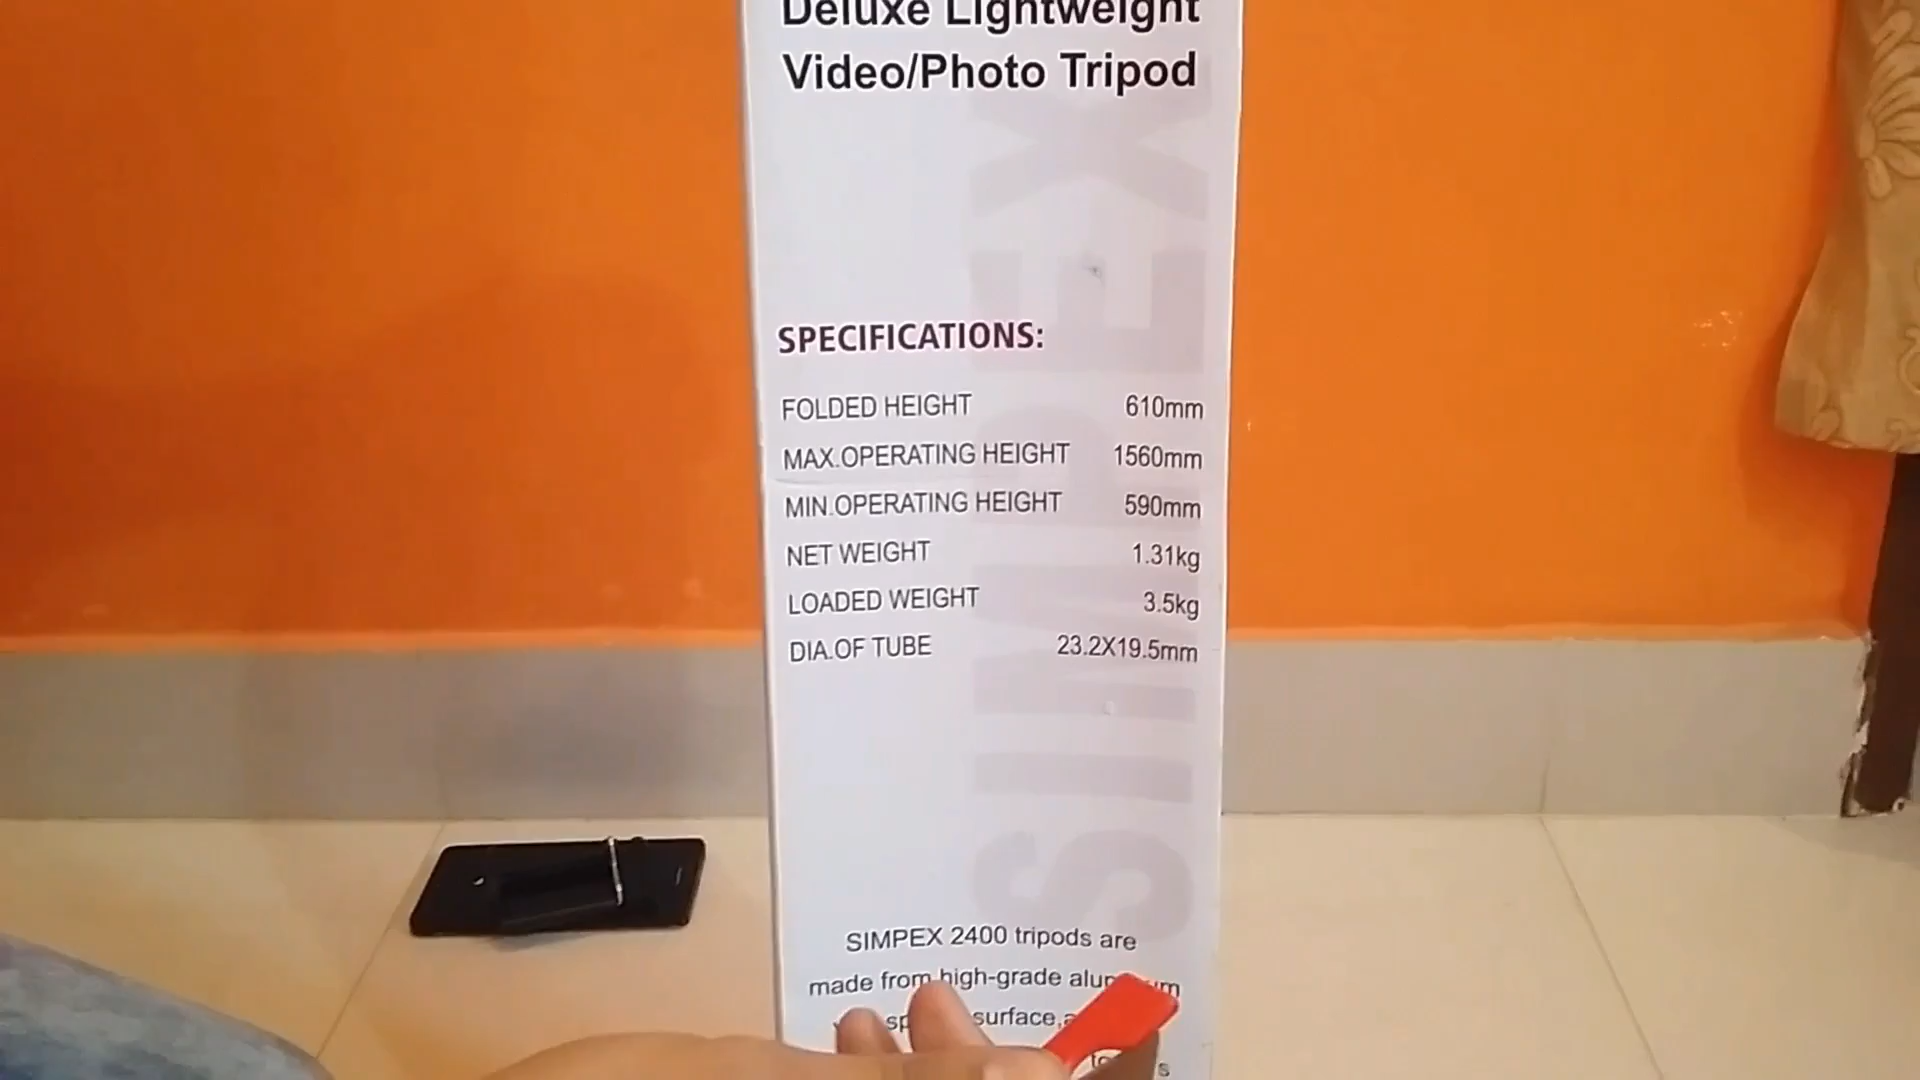 Deluxe Lightweight
Video/Photo Tripod
SIMPEX
SPECIFICATIONS:
FOLDED HEIGHT 610mm
MAX.OPERATING HEIGHT 1560mm
MIN.OPERATING HEIGHT 590mm
NET WEIGHT 1.31kg
LOADED WEIGHT 3.5kg
DIA.OF TUBE 23.2X19.5mm
SIMPEX 2400 tripods are
made from high-grade
surface,